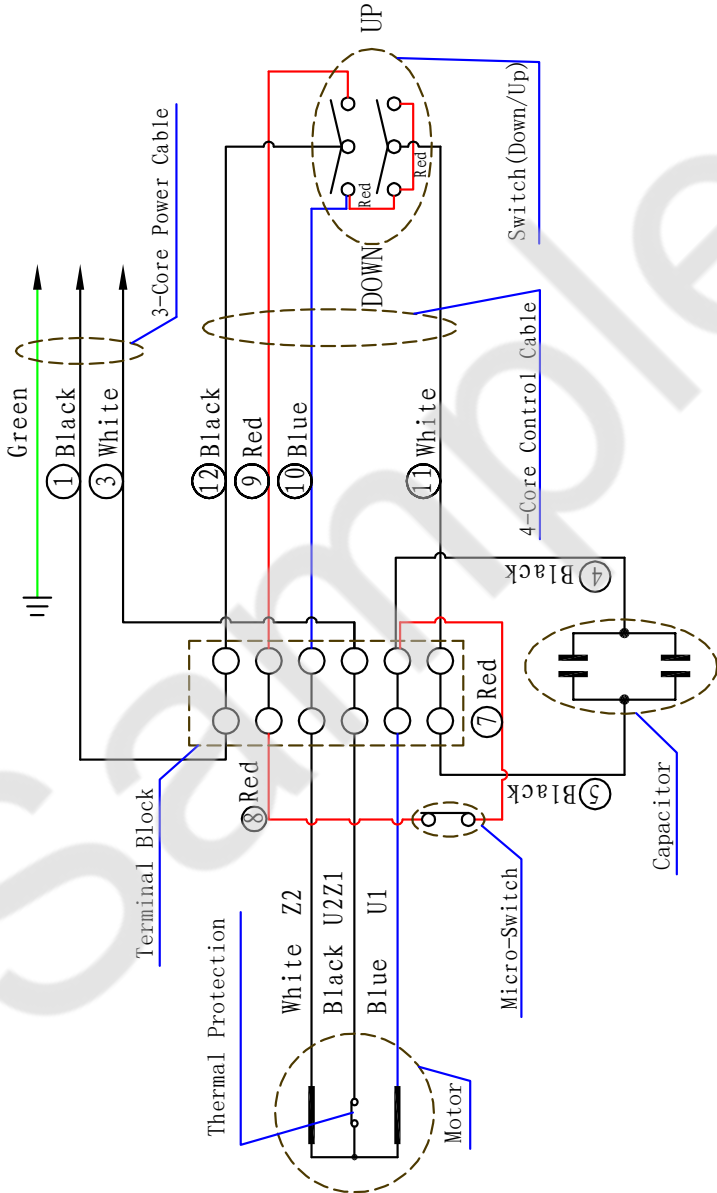 Green
① Black
③ White
3-Core Power Cable
⑫ Black
⑨ Red
⑩ Blue
⑪ White
4-Core Control Cable
UP
DOWN
Red
Red
Switch(Down/Up)
Terminal Block
⑧ Red
⑦ Red
Black ④
Black ⑤
Capacitor
Micro-Switch
Thermal Protection
White Z2
Black U2Z1
Blue U1
Motor
Sample